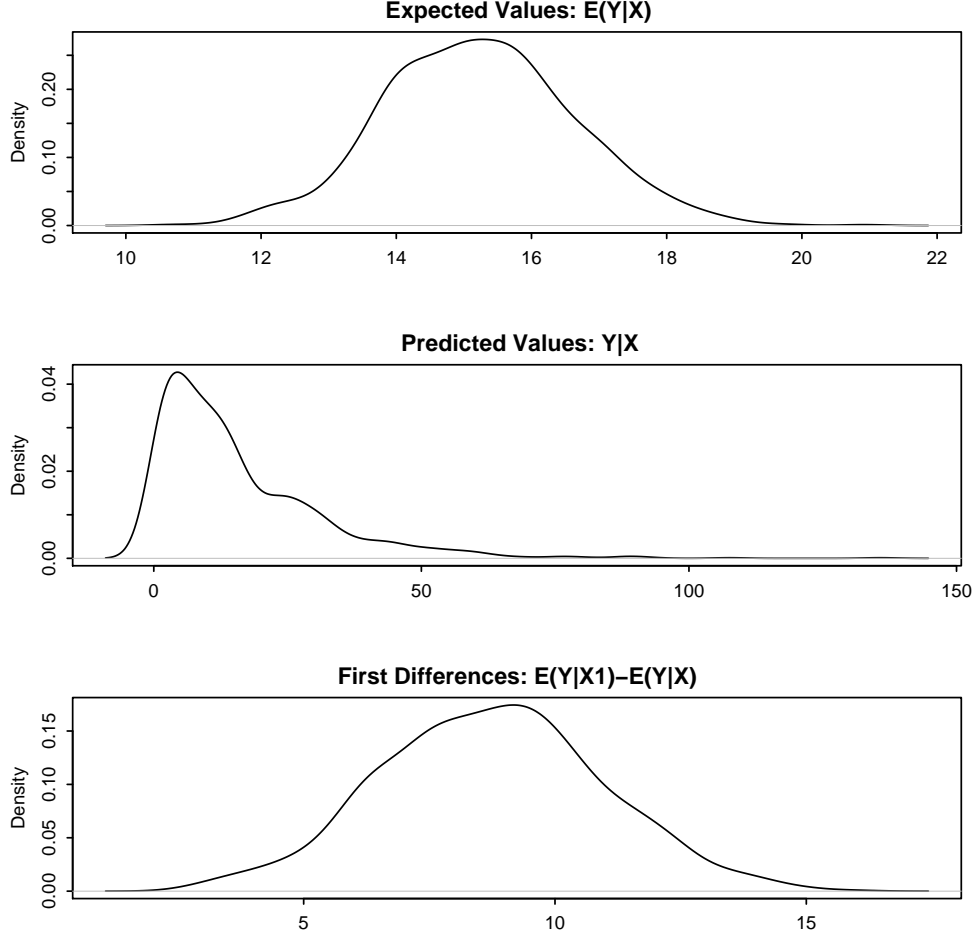 Expected Values: E(Y|X)
Density
0.00 0.10 0.20
10 12 14 16 18 20 22
Predicted Values: Y|X
Density
0.00 0.02 0.04
0 50 100 150
First Differences: E(Y|X1)−E(Y|X)
Density
0.00 0.05 0.10 0.15
5 10 15